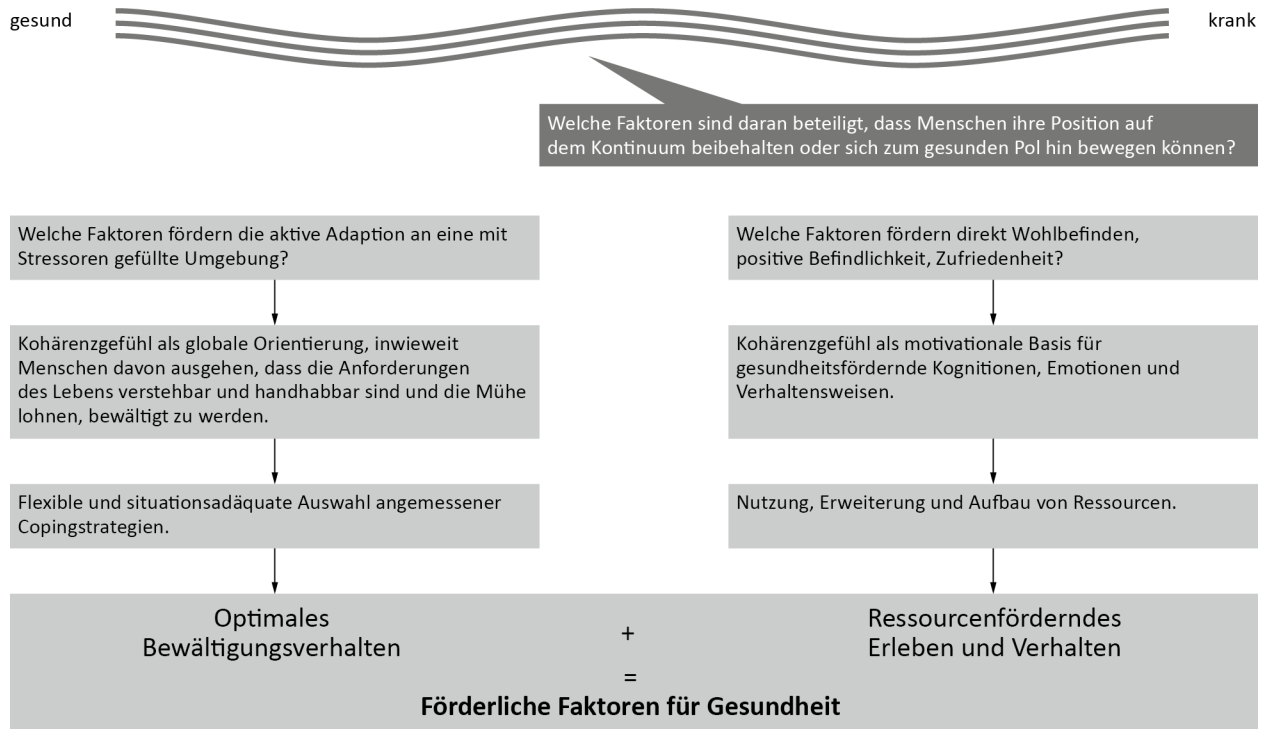 gesund
krank
Welche Faktoren sind daran beteiligt, dass Menschen ihre Position auf
dem Kontinuum beibehalten oder sich zum gesunden Pol hin bewegen können?
Welche Faktoren fördern die aktive Adaption an eine mit
Stressoren gefüllte Umgebung?
Kohärenzgefühl als globale Orientierung, inwieweit
Menschen davon ausgehen, dass die Anforderungen
des Lebens verstehbar und handhabbar sind und die Mühe
lohnen, bewältigt zu werden.
Flexible und situationsadäquate Auswahl angemessener
Copingstrategien.
Welche Faktoren fördern direkt Wohlbefinden,
positive Befindlichkeit, Zufriedenheit?
Kohärenzgefühl als motivationale Basis für
gesundheitsfördernde Kognitionen, Emotionen und
Verhaltensweisen.
Nutzung, Erweiterung und Aufbau von Ressourcen.
Optimales
Bewältigungsverhalten
+
Ressourcenförderndes
Erleben und Verhalten
=
Förderliche Faktoren für Gesundheit